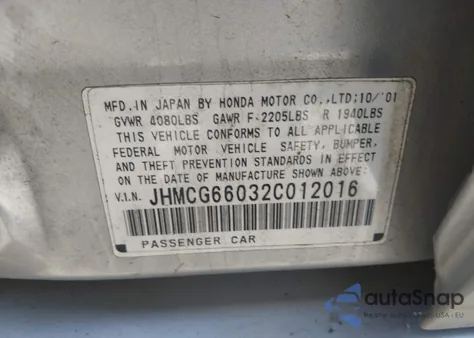 MFD. IN JAPAN BY HONDA MOTOR CO., LTD; 10/'01
GVWR 4080LBS GAWR F 2205LBS R 1940LBS
THIS VEHICLE CONFORMS TO ALL APPLICABLE
FEDERAL MOTOR VEHICLE SAFETY, BUMPER,
AND THEFT PREVENTION STANDARDS IN EFFECT
ON THE DATE OF MANUFACTURE SHOWN ABOVE:
V.I.N. JHMCG66032C012016
PASSENGER CAR
autoSnap